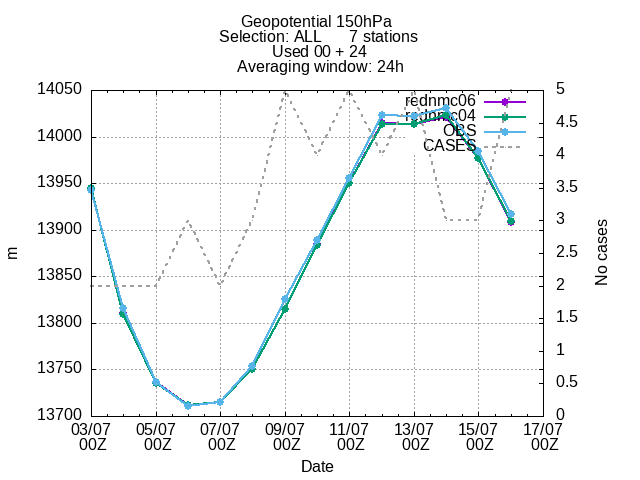 Geopotential 150hPa
Selection: ALL 7 stations
Used 00 + 24
Averaging window: 24h
14050
14000
13950
13900
13850
13800
13750
13700
m
5
4.5
4
3.5
3
2.5
2
1.5
1
0.5
0
No cases
rednmc06
rednmc04
OBS
CASES
03/07 05/07 07/07 09/07 11/07 13/07 15/07 17/07
00Z 00Z 00Z 00Z 00Z 00Z 00Z 00Z
Date